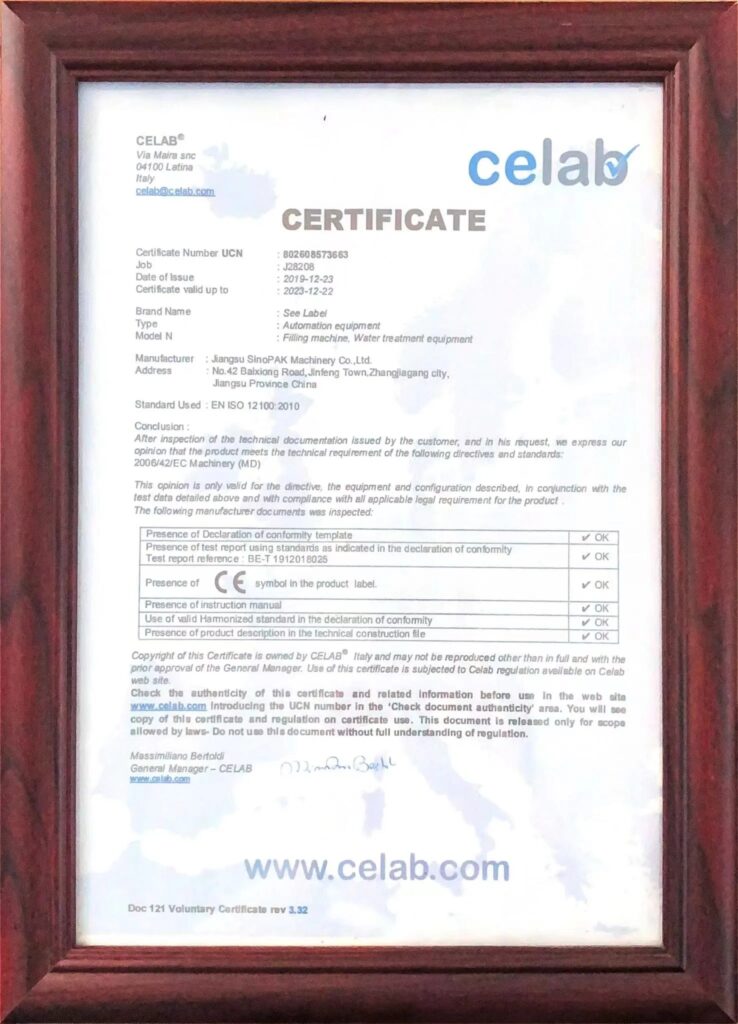 CELAB®
Via Maira snc
04100 Latina
Italy
celab@celab.com
celab
CERTIFICATE
Certificate Number UCN : 802608573663
Job : J28208
Date of Issue : 2019-12-23
Certificate valid up to : 2023-12-22
Brand Name : See Label
Type : Automation equipment
Model N : Filling machine, Water treatment equipment
Manufacturer : Jiangsu SinoPAK Machinery Co.,Ltd.
Address : No.42 Baixiong Road,Jinfeng Town,Zhangjiagang city,
Jiangsu Province China
Standard Used : EN ISO 12100:2010
Conclusion :
After inspection of the technical documentation issued by the customer, and in his request, we express our
opinion that the product meets the technical requirement of the following directives and standards:
2006/42/EC Machinery (MD)
This opinion is only valid for the directive, the equipment and configuration described, in conjunction with the
test data detailed above and with compliance with all applicable legal requirement for the product .
The following manufacturer documents was inspected:
Presence of Declaration of conformity template ✔ OK
Presence of test report using standards as indicated in the declaration of conformity
Test report reference : BE-T 1912018025 ✔ OK
Presence of CE symbol in the product label. ✔ OK
Presence of instruction manual ✔ OK
Use of valid Harmonized standard in the declaration of conformity ✔ OK
Presence of product description in the technical construction file ✔ OK
Copyright of this Certificate is owned by CELAB® Italy and may not be reproduced other than in full and with the
prior approval of the General Manager. Use of this certificate is subjected to Celab regulation available on Celab
web site.
Check the authenticity of this certificate and related information before use in the web site
www.celab.com introducing the UCN number in the 'Check document authenticity' area. You will see
copy of this certificate and regulation on certificate use. This document is released only for scope
allowed by laws- Do not use this document without full understanding of regulation.
Massimiliano Bertoldi
General Manager – CELAB
www.celab.com
www.celab.com
Doc 121 Voluntary Certificate rev 3.32